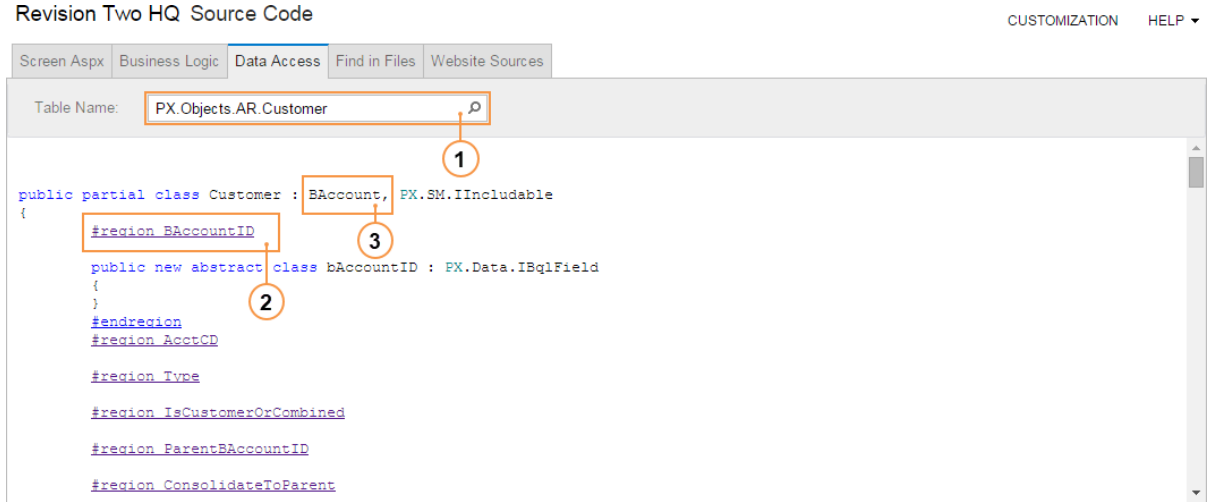 Revision Two HQ Source Code
CUSTOMIZATION HELP
Screen Aspx Business Logic Data Access Find in Files Website Sources
Table Name: PX.Objects.AR.Customer
1
public partial class Customer : BAccount, PX.SM.IIncludable
{
#region BAccountID
3
public new abstract class bAccountID : PX.Data.IBqlField
{
2
}
#endregion
#region AcctCD
#region Type
#region IsCustomerOrCombined
#region ParentBAccountID
#region ConsolidateToParent